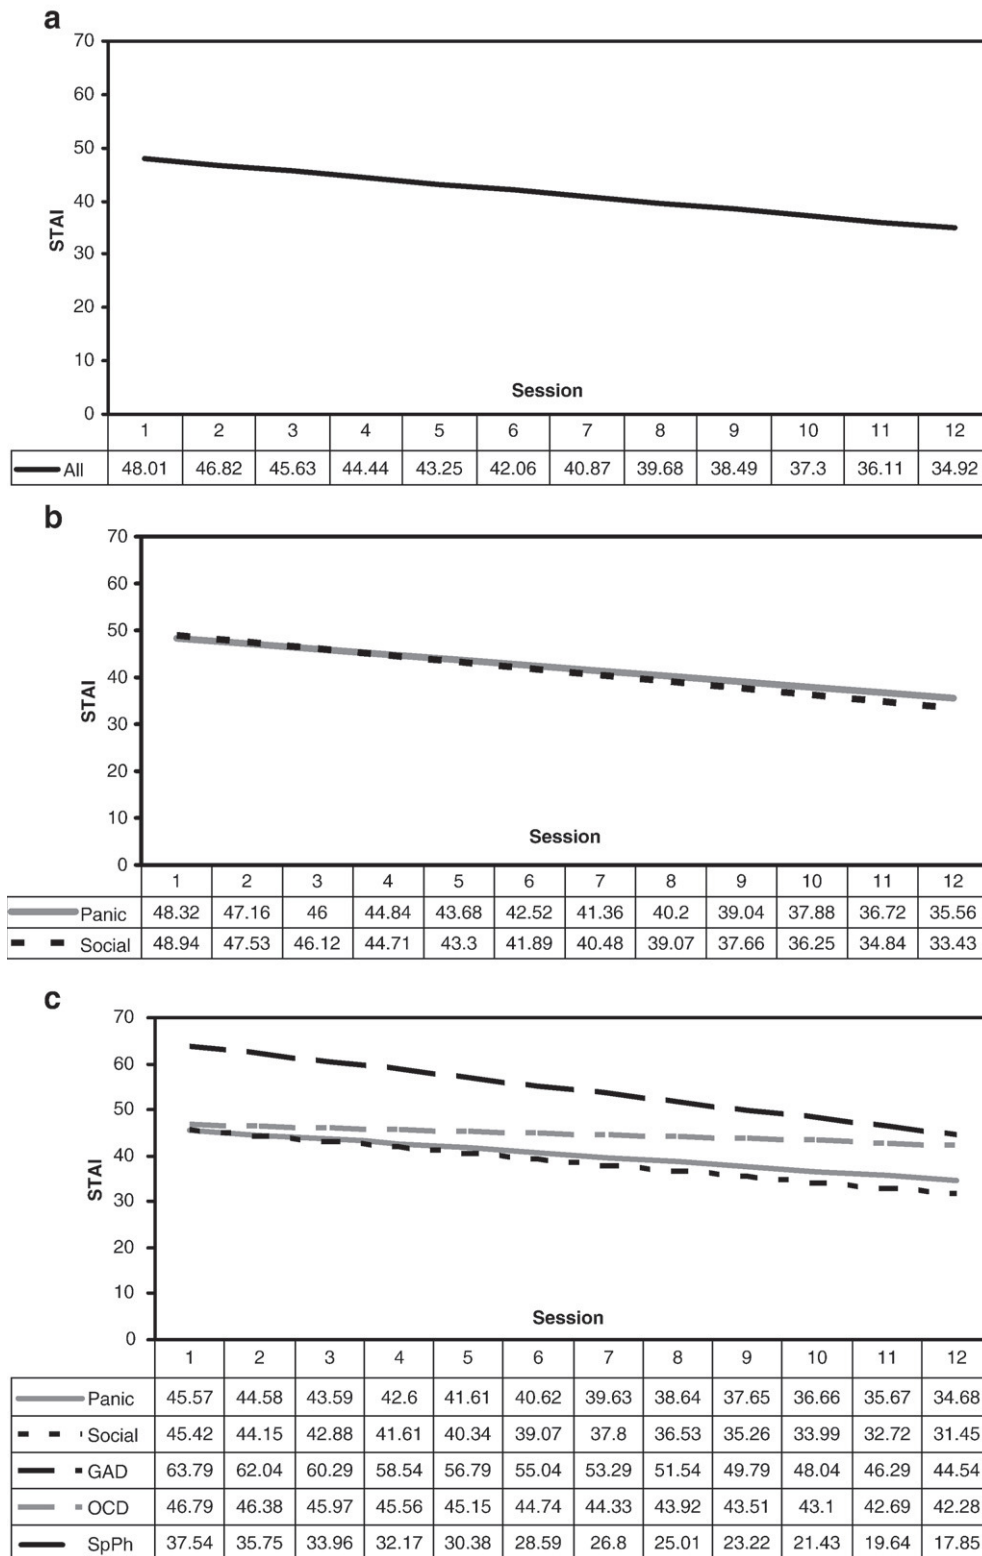 a
70
60
50
40
30
20
10
0
STAI
Session
1 2 3 4 5 6 7 8 9 10 11 12
All 48.01 46.82 45.63 44.44 43.25 42.06 40.87 39.68 38.49 37.3 36.11 34.92
b
70
60
50
40
30
20
10
0
STAI
Session
1 2 3 4 5 6 7 8 9 10 11 12
Panic 48.32 47.16 46 44.84 43.68 42.52 41.36 40.2 39.04 37.88 36.72 35.56
Social 48.94 47.53 46.12 44.71 43.3 41.89 40.48 39.07 37.66 36.25 34.84 33.43
c
70
60
50
40
30
20
10
0
STAI
Session
1 2 3 4 5 6 7 8 9 10 11 12
Panic 45.57 44.58 43.59 42.6 41.61 40.62 39.63 38.64 37.65 36.66 35.67 34.68
Social 45.42 44.15 42.88 41.61 40.34 39.07 37.8 36.53 35.26 33.99 32.72 31.45
GAD 63.79 62.04 60.29 58.54 56.79 55.04 53.29 51.54 49.79 48.04 46.29 44.54
OCD 46.79 46.38 45.97 45.56 45.15 44.74 44.33 43.92 43.51 43.1 42.69 42.28
SpPh 37.54 35.75 33.96 32.17 30.38 28.59 26.8 25.01 23.22 21.43 19.64 17.85